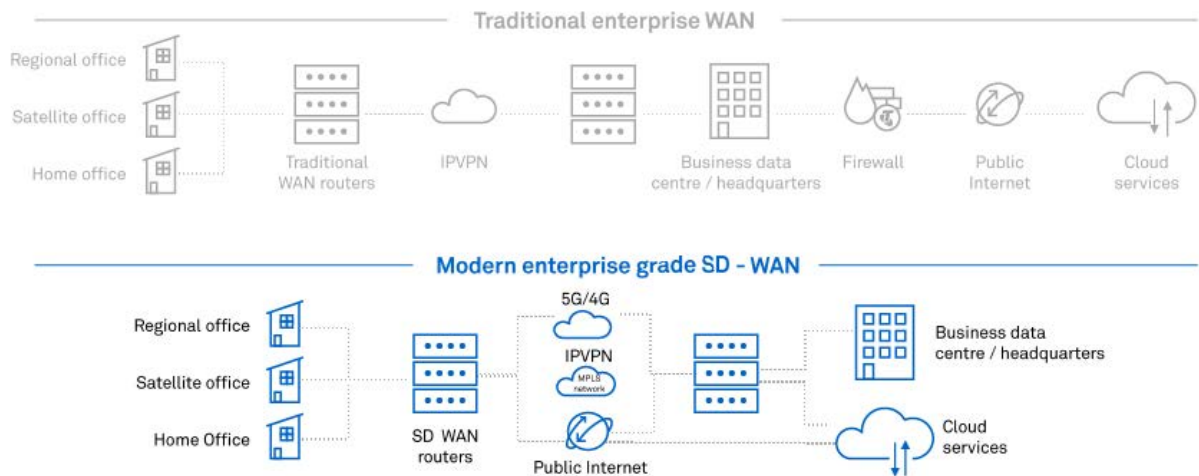 Traditional enterprise WAN
Regional office
Satellite office
Home office
Traditional
WAN routers
IPVPN
Business data
centre / headquarters
Firewall
Public
Internet
Cloud
services
Modern enterprise grade SD - WAN
Regional office
Satellite office
Home Office
SD WAN
routers
5G/4G
IPVPN
MPLS
network
Public Internet
Business data
centre / headquarters
Cloud
services